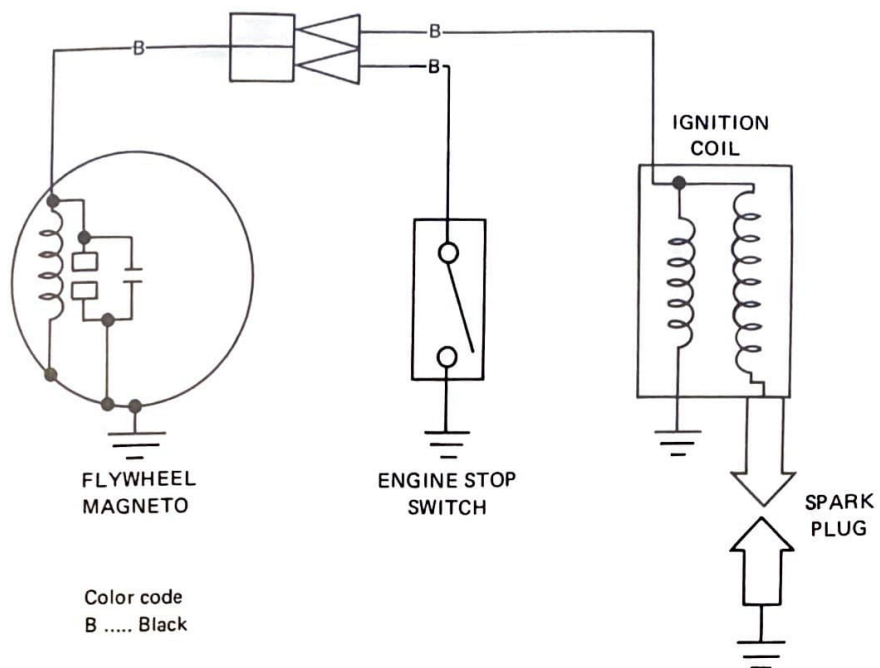 B
B
B
IGNITION
COIL
FLYWHEEL
MAGNETO
ENGINE STOP
SWITCH
SPARK
PLUG
Color code
B ..... Black